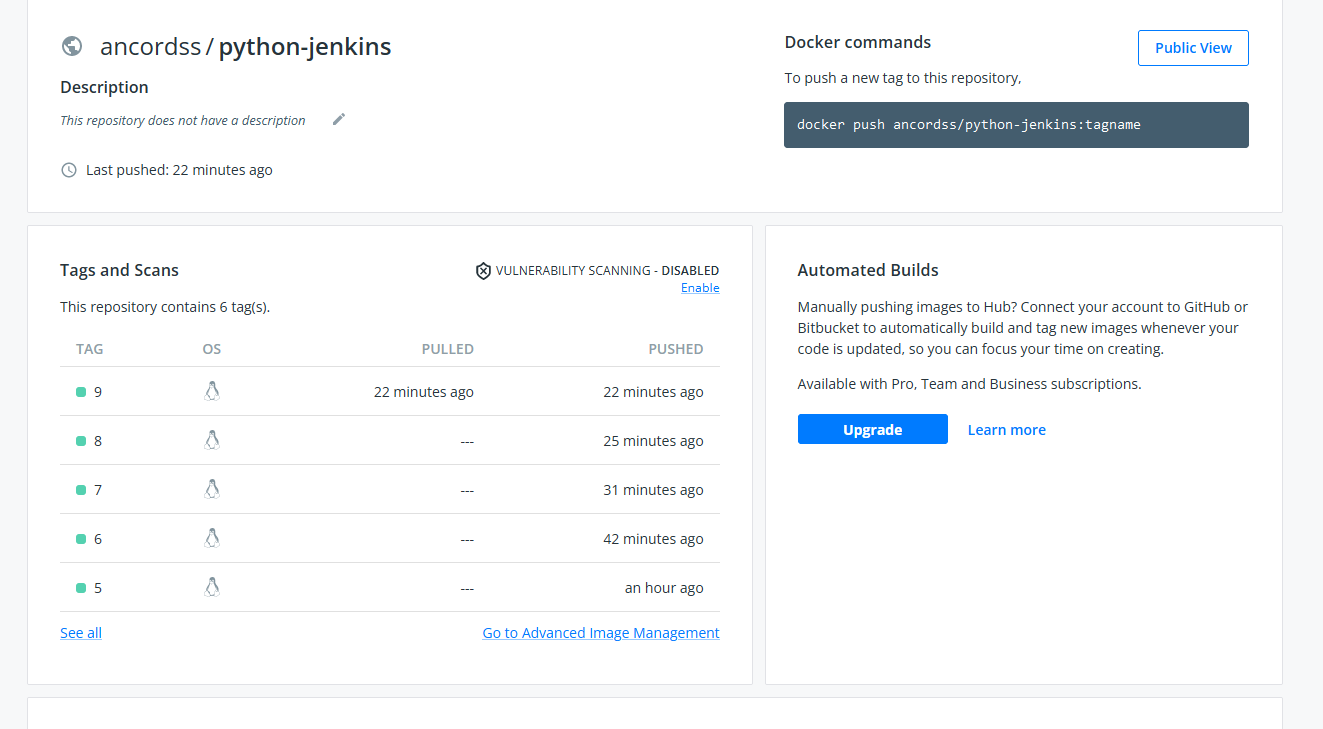 ancordss / python-jenkins
Description
This repository does not have a description
Last pushed: 22 minutes ago
Docker commands
Public View
To push a new tag to this repository,
docker push ancordss/python-jenkins:tagname
Tags and Scans
VULNERABILITY SCANNING - DISABLED
Enable
This repository contains 6 tag(s).
TAG OS PULLED PUSHED
9 22 minutes ago 22 minutes ago
8 --- 25 minutes ago
7 --- 31 minutes ago
6 --- 42 minutes ago
5 --- an hour ago
See all Go to Advanced Image Management
Automated Builds
Manually pushing images to Hub? Connect your account to GitHub or
Bitbucket to automatically build and tag new images whenever your
code is updated, so you can focus your time on creating.
Available with Pro, Team and Business subscriptions.
Upgrade Learn more